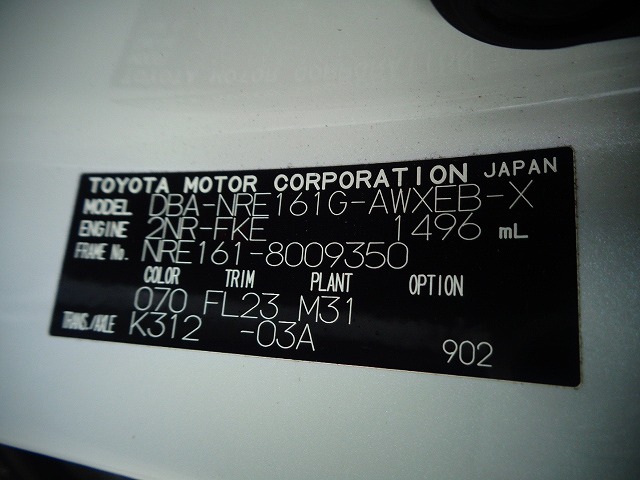 TOYOTA MOTOR CORPORATION JAPAN
MODEL DBA-NRE161G-AWXEB-X
ENGINE 2NR-FKE 1496 mL
FRAME No. NRE161-8009350
COLOR TRIM PLANT OPTION
070 FL23 M31
TRANS./AXLE K312 -03A
902